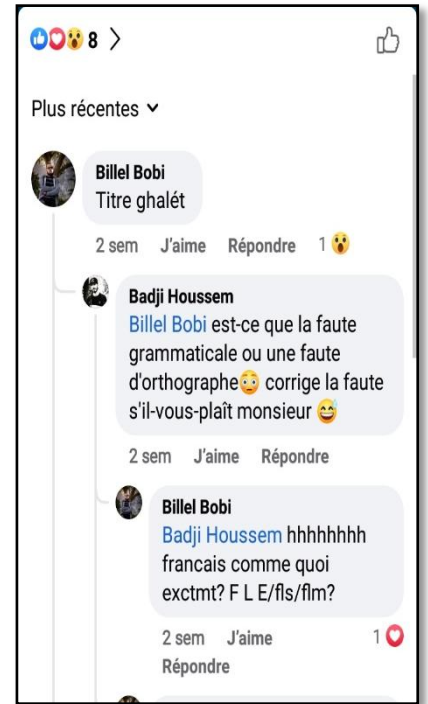 8 >
Plus récentes
Billel Bobi
Titre ghalét
2 sem J'aime Répondre 1 😮
Badji Houssem
Billel Bobi est-ce que la faute
grammaticale ou une faute
d'orthographe😳 corrige la faute
s'il-vous-plaît monsieur 😅
2 sem J'aime Répondre
Billel Bobi
Badji Houssem hhhhhhhh
francais comme quoi
exctmt? F L E/fls/flm?
2 sem J'aime 1
Répondre